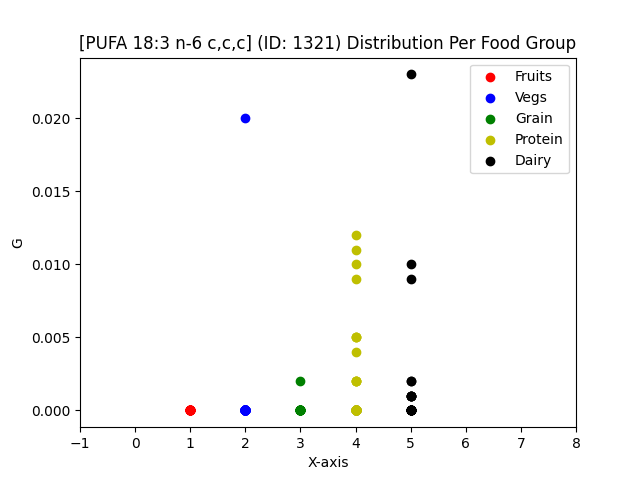 [PUFA 18:3 n-6 c,c,c] (ID: 1321) Distribution Per Food Group
Fruits
Vegs
Grain
Protein
Dairy
G
0.020
0.015
0.010
0.005
0.000
−1 0 1 2 3 4 5 6 7 8
X-axis